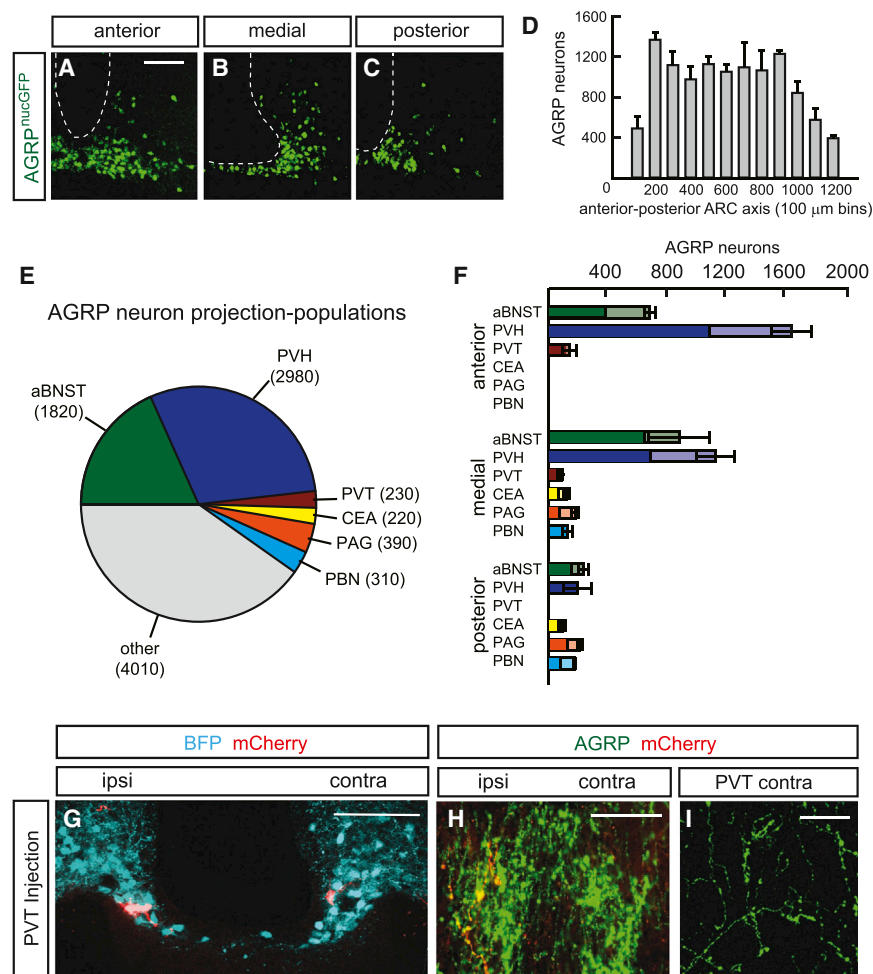 anterior medial posterior
AGRPnucGFP
A B C
D
AGRP neurons
1600
1200
800
400
0 200 400 600 800 1000 1200
anterior-posterior ARC axis (100 μm bins)
E
AGRP neuron projection-populations
PVH
(2980)
aBNST
(1820)
PVT (230)
CEA (220)
PAG (390)
PBN (310)
other
(4010)
F
AGRP neurons
400 800 1200 1600 2000
anterior
aBNST
PVH
PVT
CEA
PAG
PBN
medial
aBNST
PVH
PVT
CEA
PAG
PBN
posterior
aBNST
PVH
PVT
CEA
PAG
PBN
BFP mCherry
ipsi contra
PVT Injection
G
AGRP mCherry
ipsi contra
PVT contra
H
I